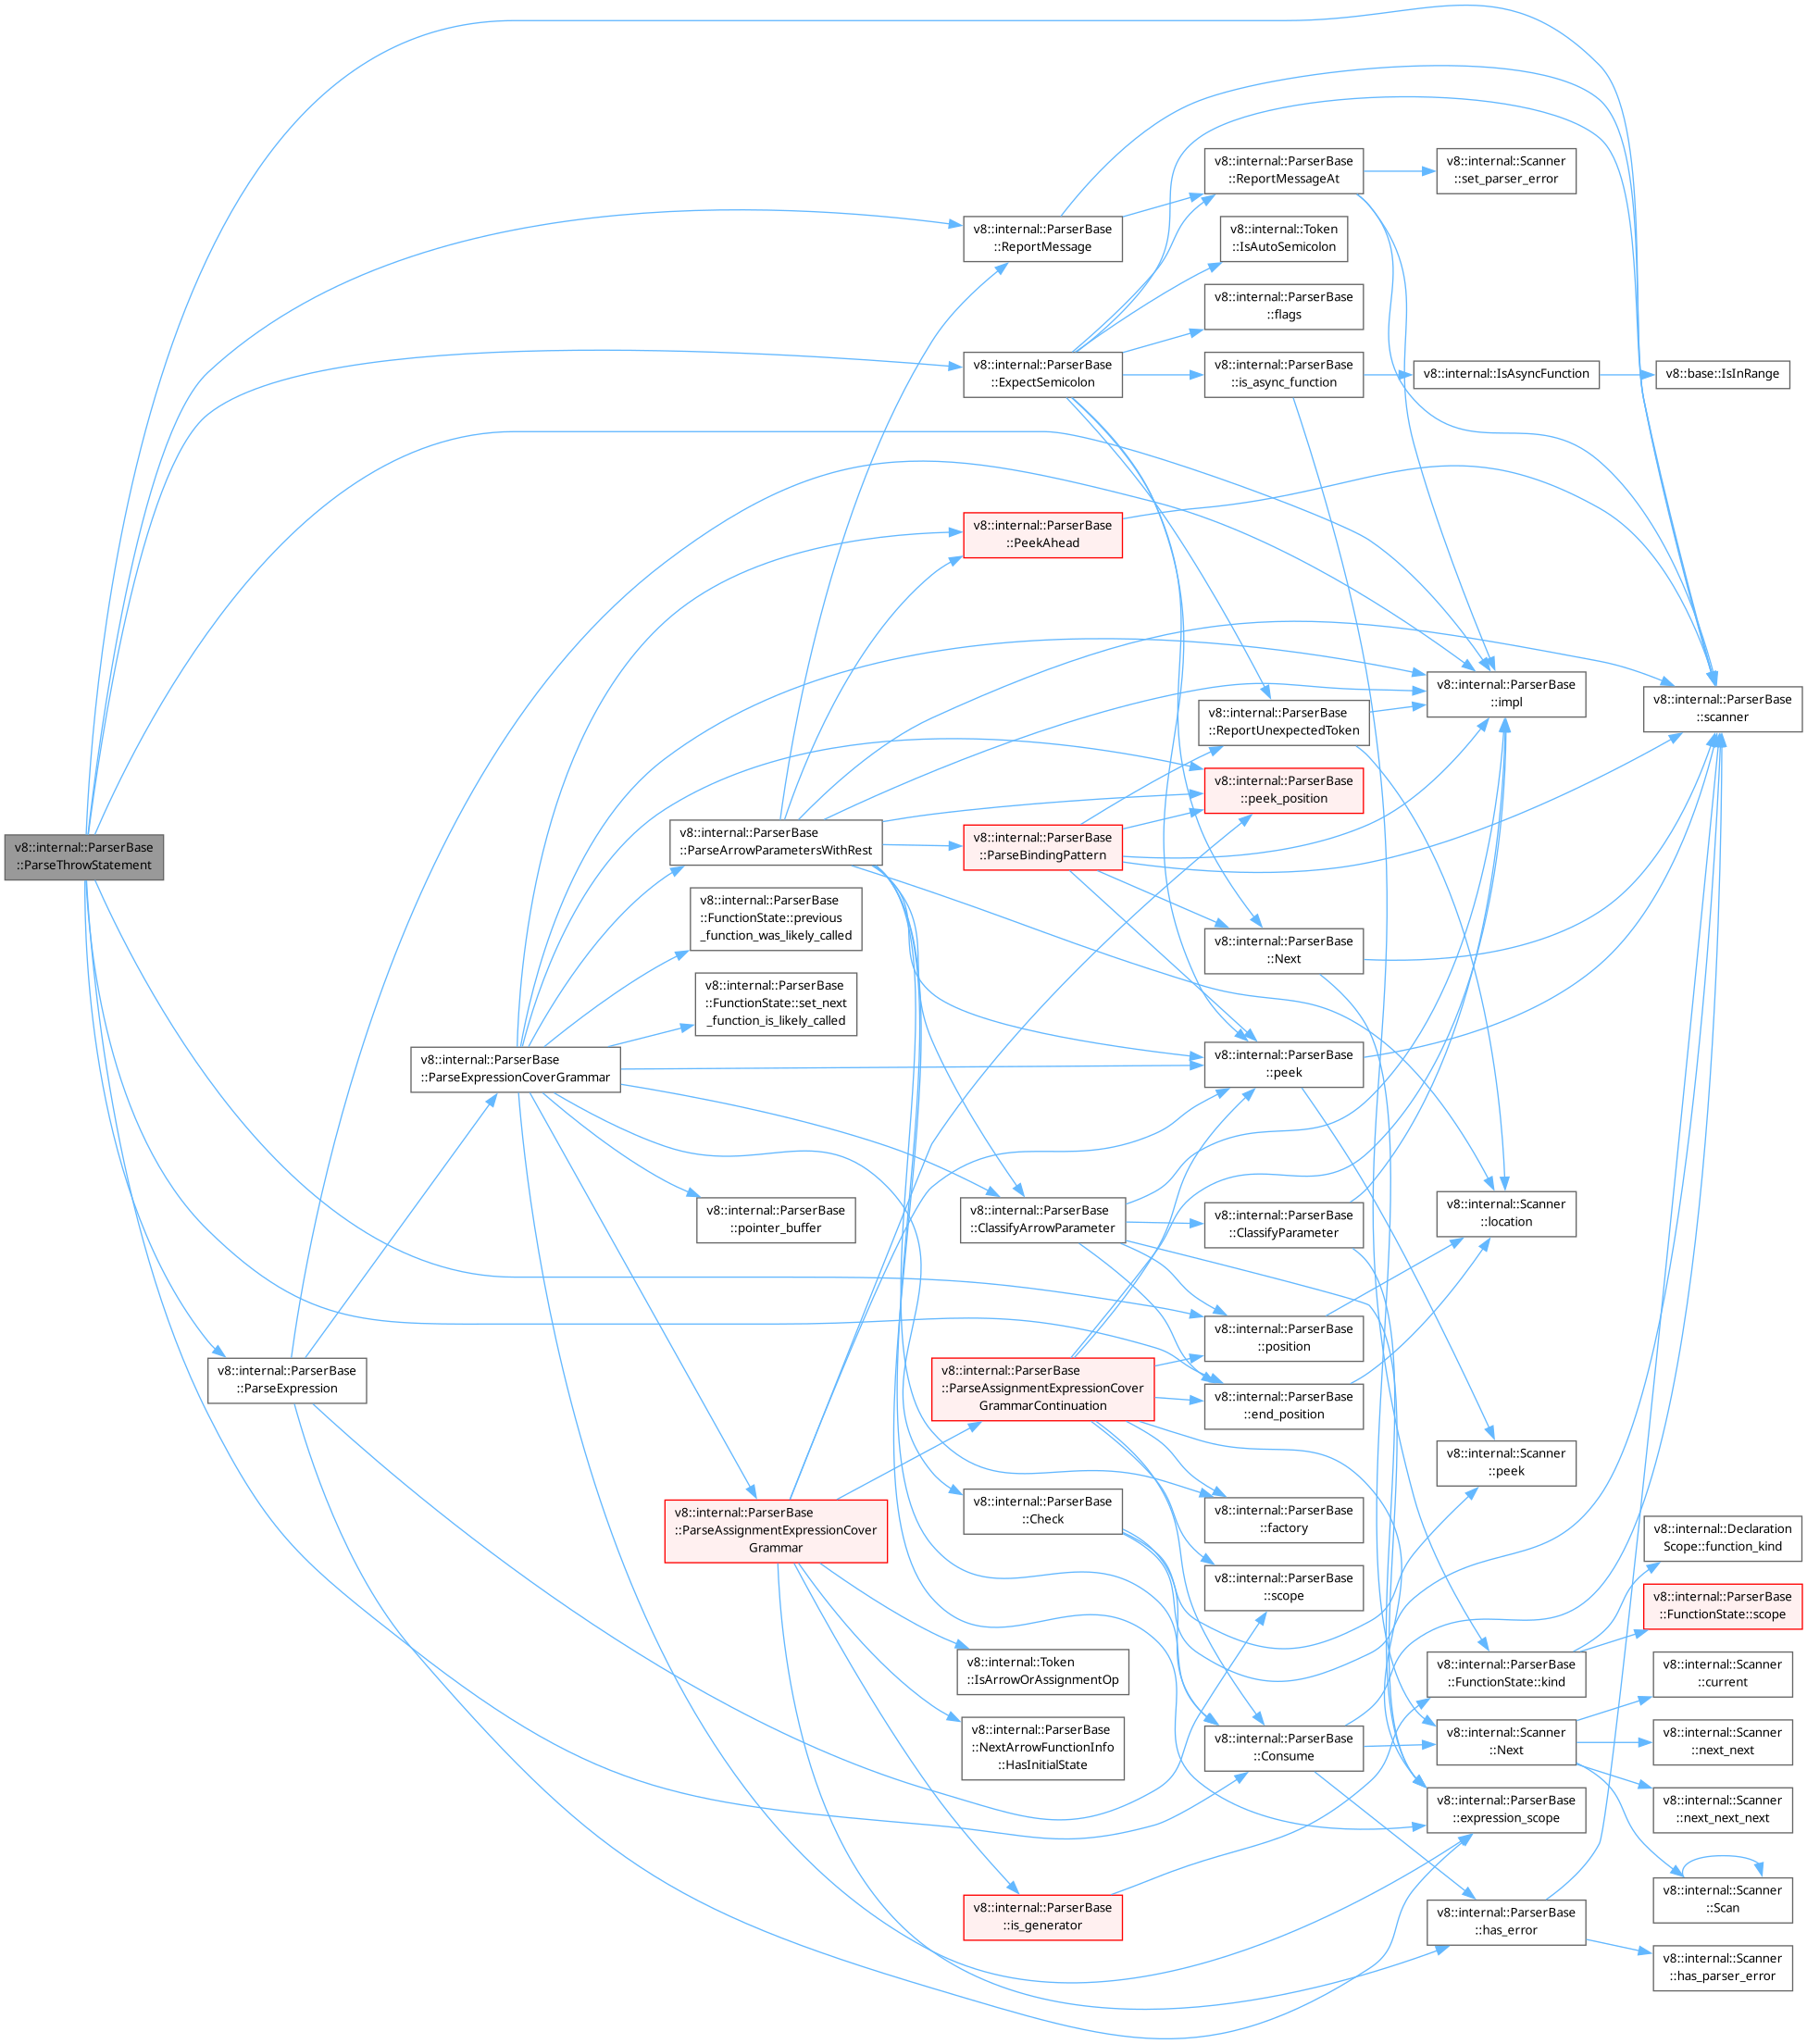 v8::internal::ParserBase
::ParseThrowStatement
v8::internal::ParserBase
::ParseExpression
v8::internal::ParserBase
::ParseExpressionCoverGrammar
v8::internal::ParserBase
::ParseArrowParametersWithRest
v8::internal::ParserBase
::FunctionState::previous
_function_was_likely_called
v8::internal::ParserBase
::FunctionState::set_next
_function_is_likely_called
v8::internal::ParserBase
::pointer_buffer
v8::internal::ParserBase
::ParseAssignmentExpressionCover
Grammar
v8::internal::ParserBase
::ReportMessage
v8::internal::ParserBase
::ExpectSemicolon
v8::internal::ParserBase
::PeekAhead
v8::internal::ParserBase
::ParseBindingPattern
v8::internal::ParserBase
::ClassifyArrowParameter
v8::internal::ParserBase
::ParseAssignmentExpressionCover
GrammarContinuation
v8::internal::ParserBase
::Check
v8::internal::Token
::IsArrowOrAssignmentOp
v8::internal::ParserBase
::NextArrowFunctionInfo
::HasInitialState
v8::internal::ParserBase
::is_generator
v8::internal::ParserBase
::ReportMessageAt
v8::internal::Token
::IsAutoSemicolon
v8::internal::ParserBase
::flags
v8::internal::ParserBase
::is_async_function
v8::internal::ParserBase
::ReportUnexpectedToken
v8::internal::ParserBase
::peek_position
v8::internal::ParserBase
::Next
v8::internal::ParserBase
::peek
v8::internal::ParserBase
::ClassifyParameter
v8::internal::ParserBase
::position
v8::internal::ParserBase
::end_position
v8::internal::ParserBase
::factory
v8::internal::ParserBase
::scope
v8::internal::ParserBase
::Consume
v8::internal::Scanner
::set_parser_error
v8::internal::IsAsyncFunction
v8::internal::ParserBase
::impl
v8::internal::Scanner
::location
v8::internal::Scanner
::peek
v8::internal::ParserBase
::FunctionState::kind
v8::internal::Scanner
::Next
v8::internal::ParserBase
::expression_scope
v8::internal::ParserBase
::has_error
v8::base::IsInRange
v8::internal::ParserBase
::scanner
v8::internal::Declaration
Scope::function_kind
v8::internal::ParserBase
::FunctionState::scope
v8::internal::Scanner
::current
v8::internal::Scanner
::next_next
v8::internal::Scanner
::next_next_next
v8::internal::Scanner
::Scan
v8::internal::Scanner
::has_parser_error